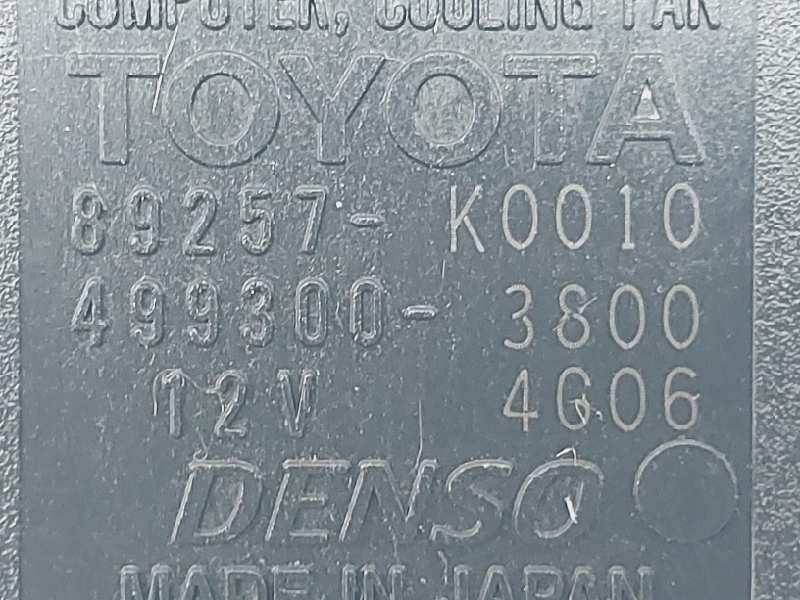 COMPUTER, COOLING FAN
TOYOTA
89257- K0010
499300- 3800
12V 4G06
DENSO
MADE IN JAPAN